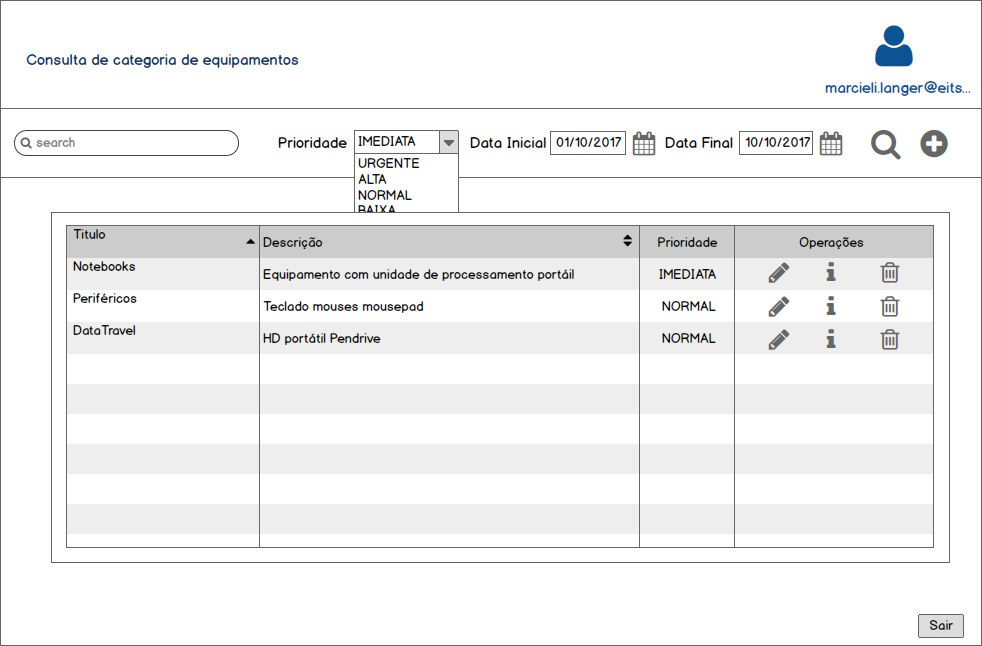 Consulta de categoria de equipamentos
marcieli.langer@eits...
search
Prioridade IMEDIATA Data Inicial 01/10/2017 Data Final 10/10/2017
URGENTE
ALTA
NORMAL
BAIXA
Titulo Descrição Prioridade Operações
Notebooks Equipamento com unidade de processamento portáil IMEDIATA
Periféricos Teclado mouses mousepad NORMAL
DataTravel HD portátil Pendrive NORMAL
Sair